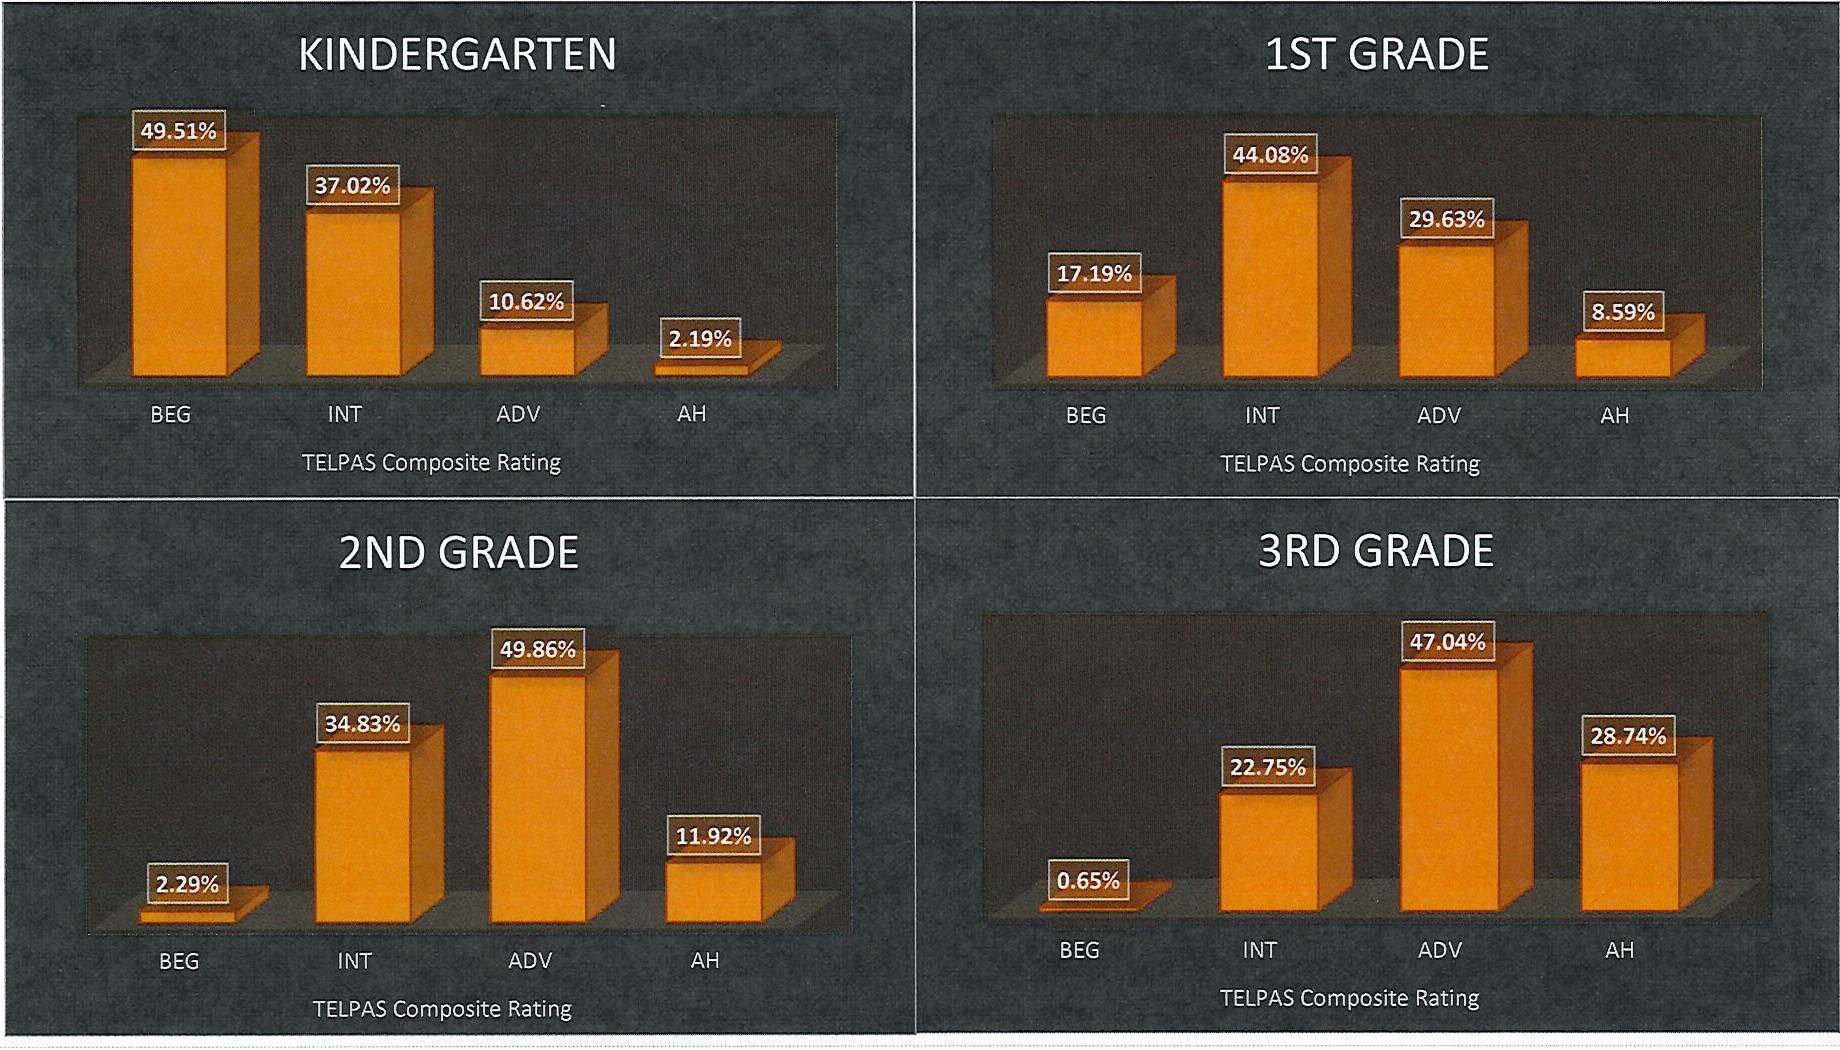 KINDERGARTEN
49.51%
37.02%
10.62%
2.19%
BEG INT ADV AH
TELPAS Composite Rating
1ST GRADE
17.19%
44.08%
29.63%
8.59%
BEG INT ADV AH
TELPAS Composite Rating
2ND GRADE
2.29%
34.83%
49.86%
11.92%
BEG INT ADV AH
TELPAS Composite Rating
3RD GRADE
0.65%
22.75%
47.04%
28.74%
BEG INT ADV AH
TELPAS Composite Rating